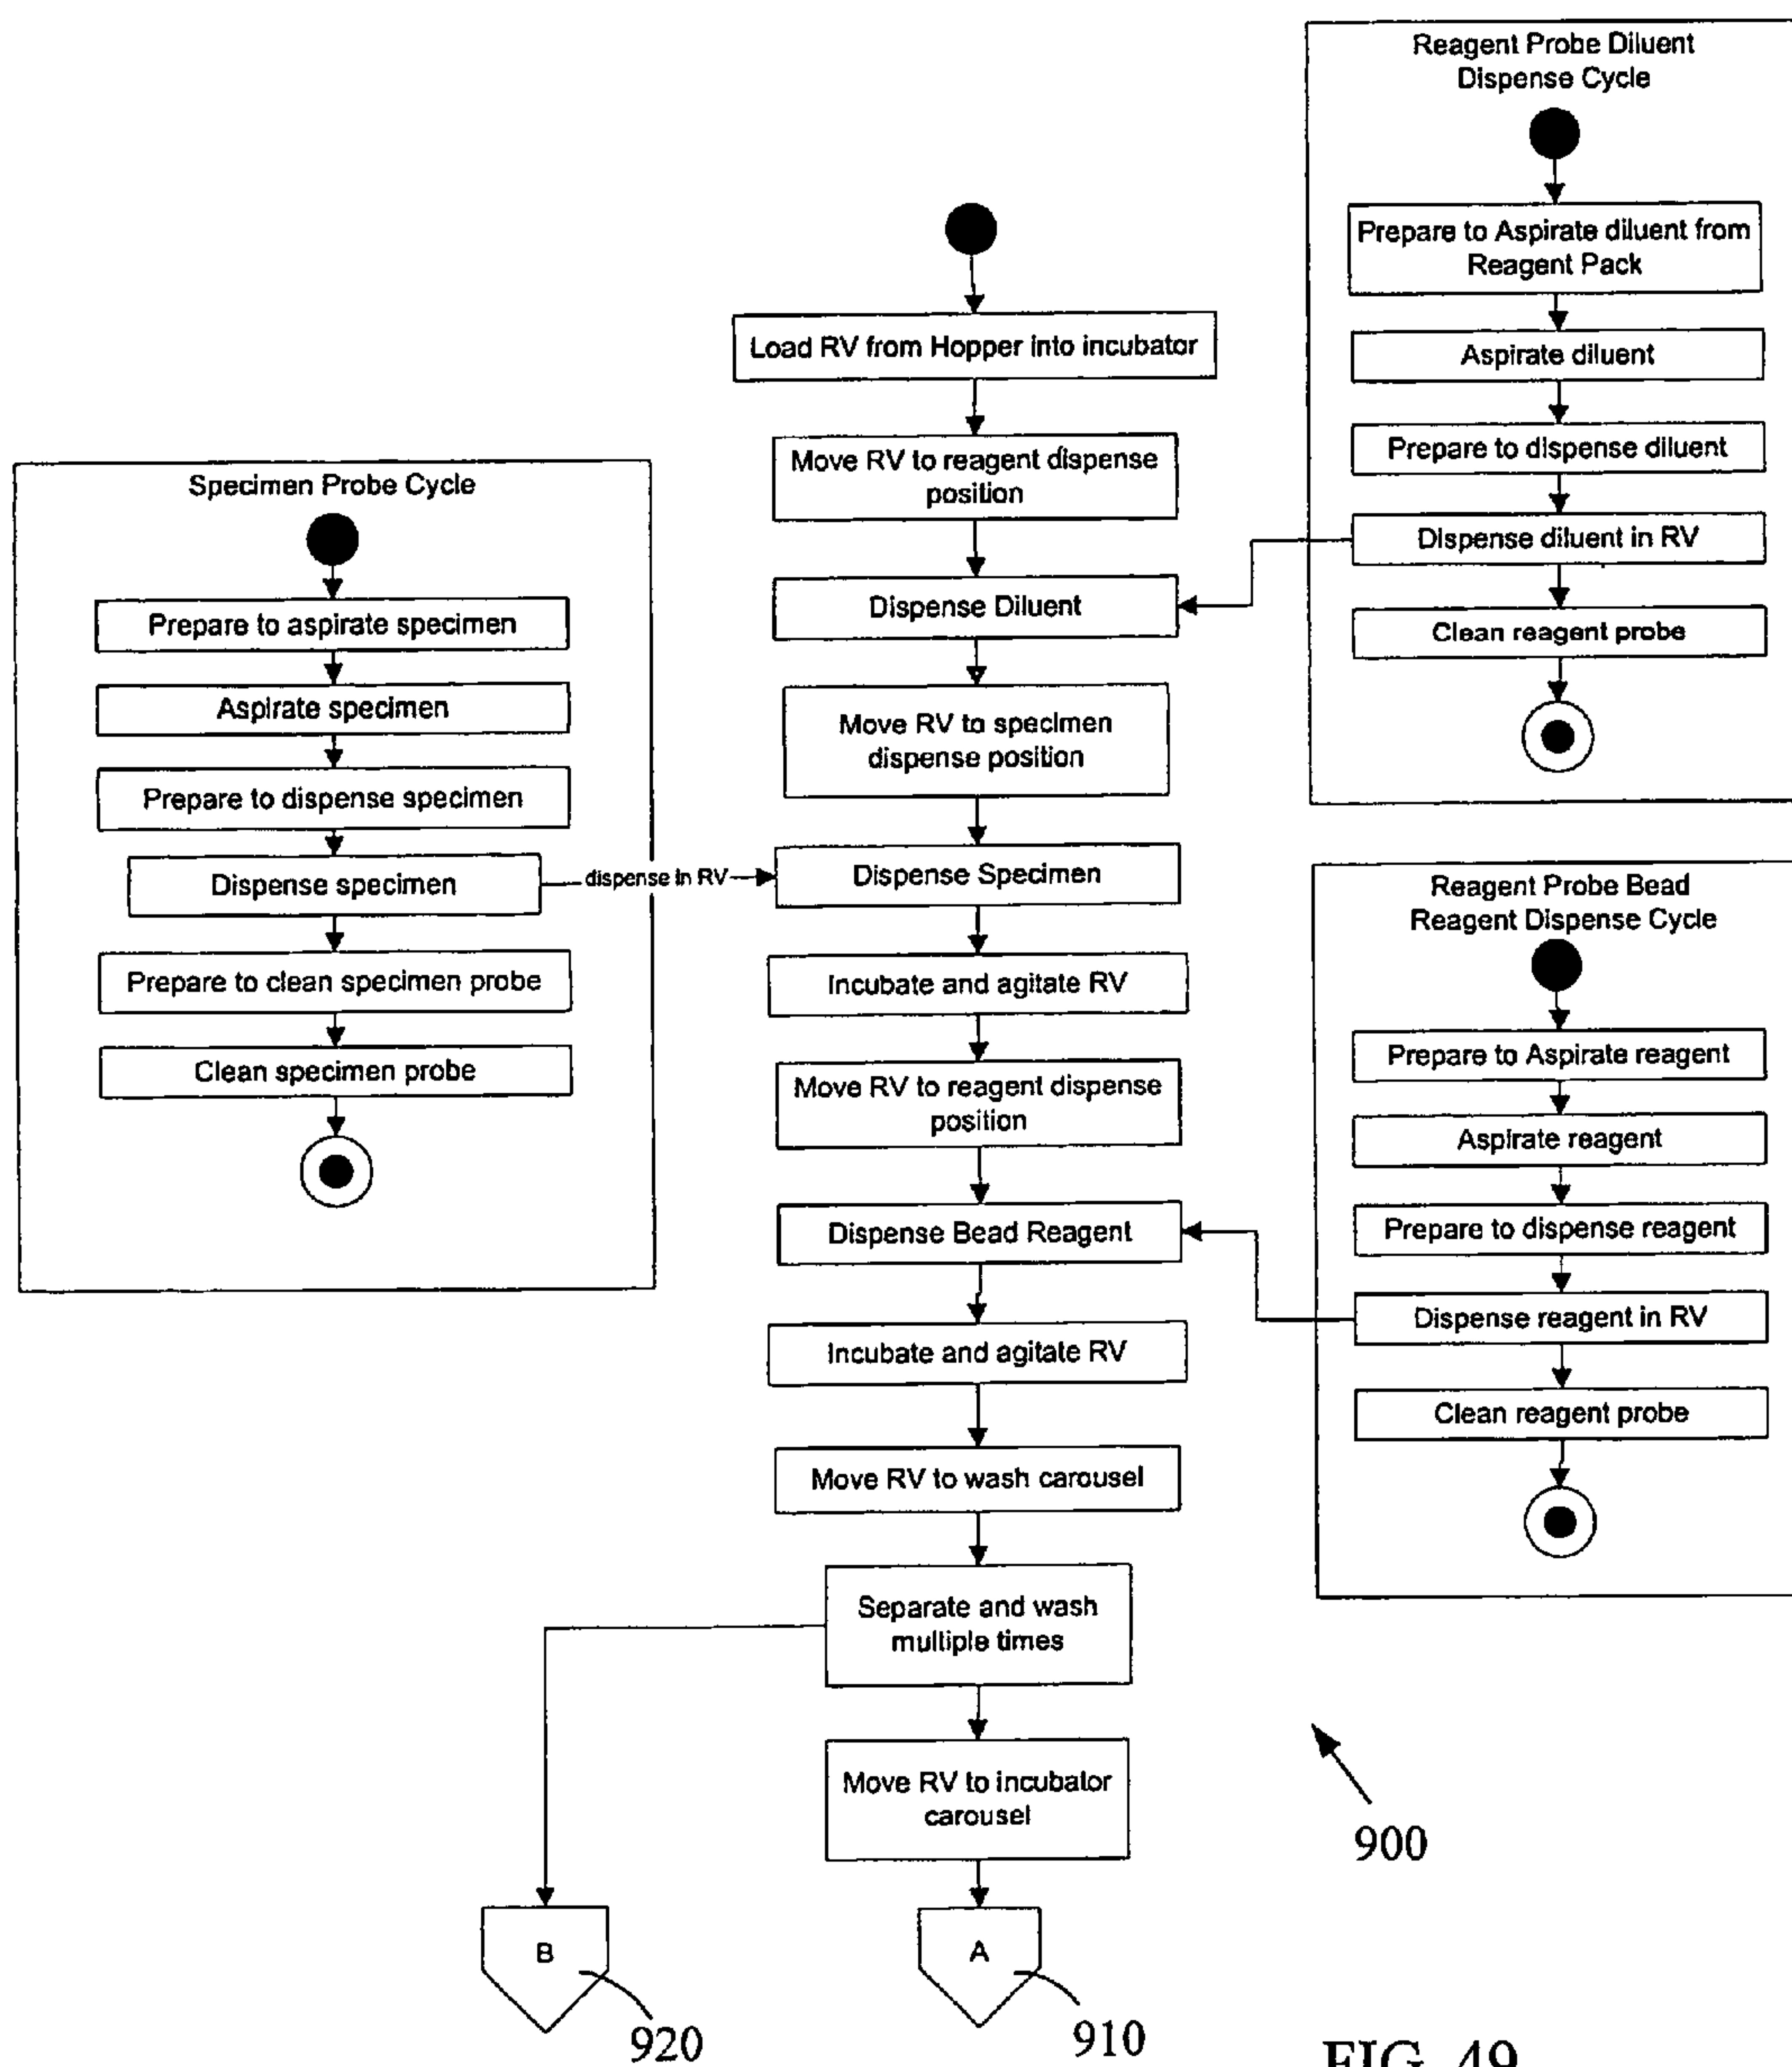 Reagent Probe Diluent
Dispense Cycle
Prepare to Aspirate diluent from
Reagent Pack
Aspirate diluent
Prepare to dispense diluent
Dispense diluent in RV
Clean reagent probe
Load RV from Hopper into incubator
Move RV to reagent dispense
position
Dispense Diluent
Move RV to specimen
dispense position
Dispense Specimen
Incubate and agitate RV
Move RV to reagent dispense
position
Dispense Bead Reagent
Incubate and agitate RV
Move RV to wash carousel
Separate and wash
multiple times
Move RV to incubator
carousel
Specimen Probe Cycle
Prepare to aspirate specimen
Aspirate specimen
Prepare to dispense specimen
Dispense specimen
dispense in RV
Prepare to clean specimen probe
Clean specimen probe
Reagent Probe Bead
Reagent Dispense Cycle
Prepare to Aspirate reagent
Aspirate reagent
Prepare to dispense reagent
Dispense reagent in RV
Clean reagent probe
900
B
A
920
910
FIG. 49